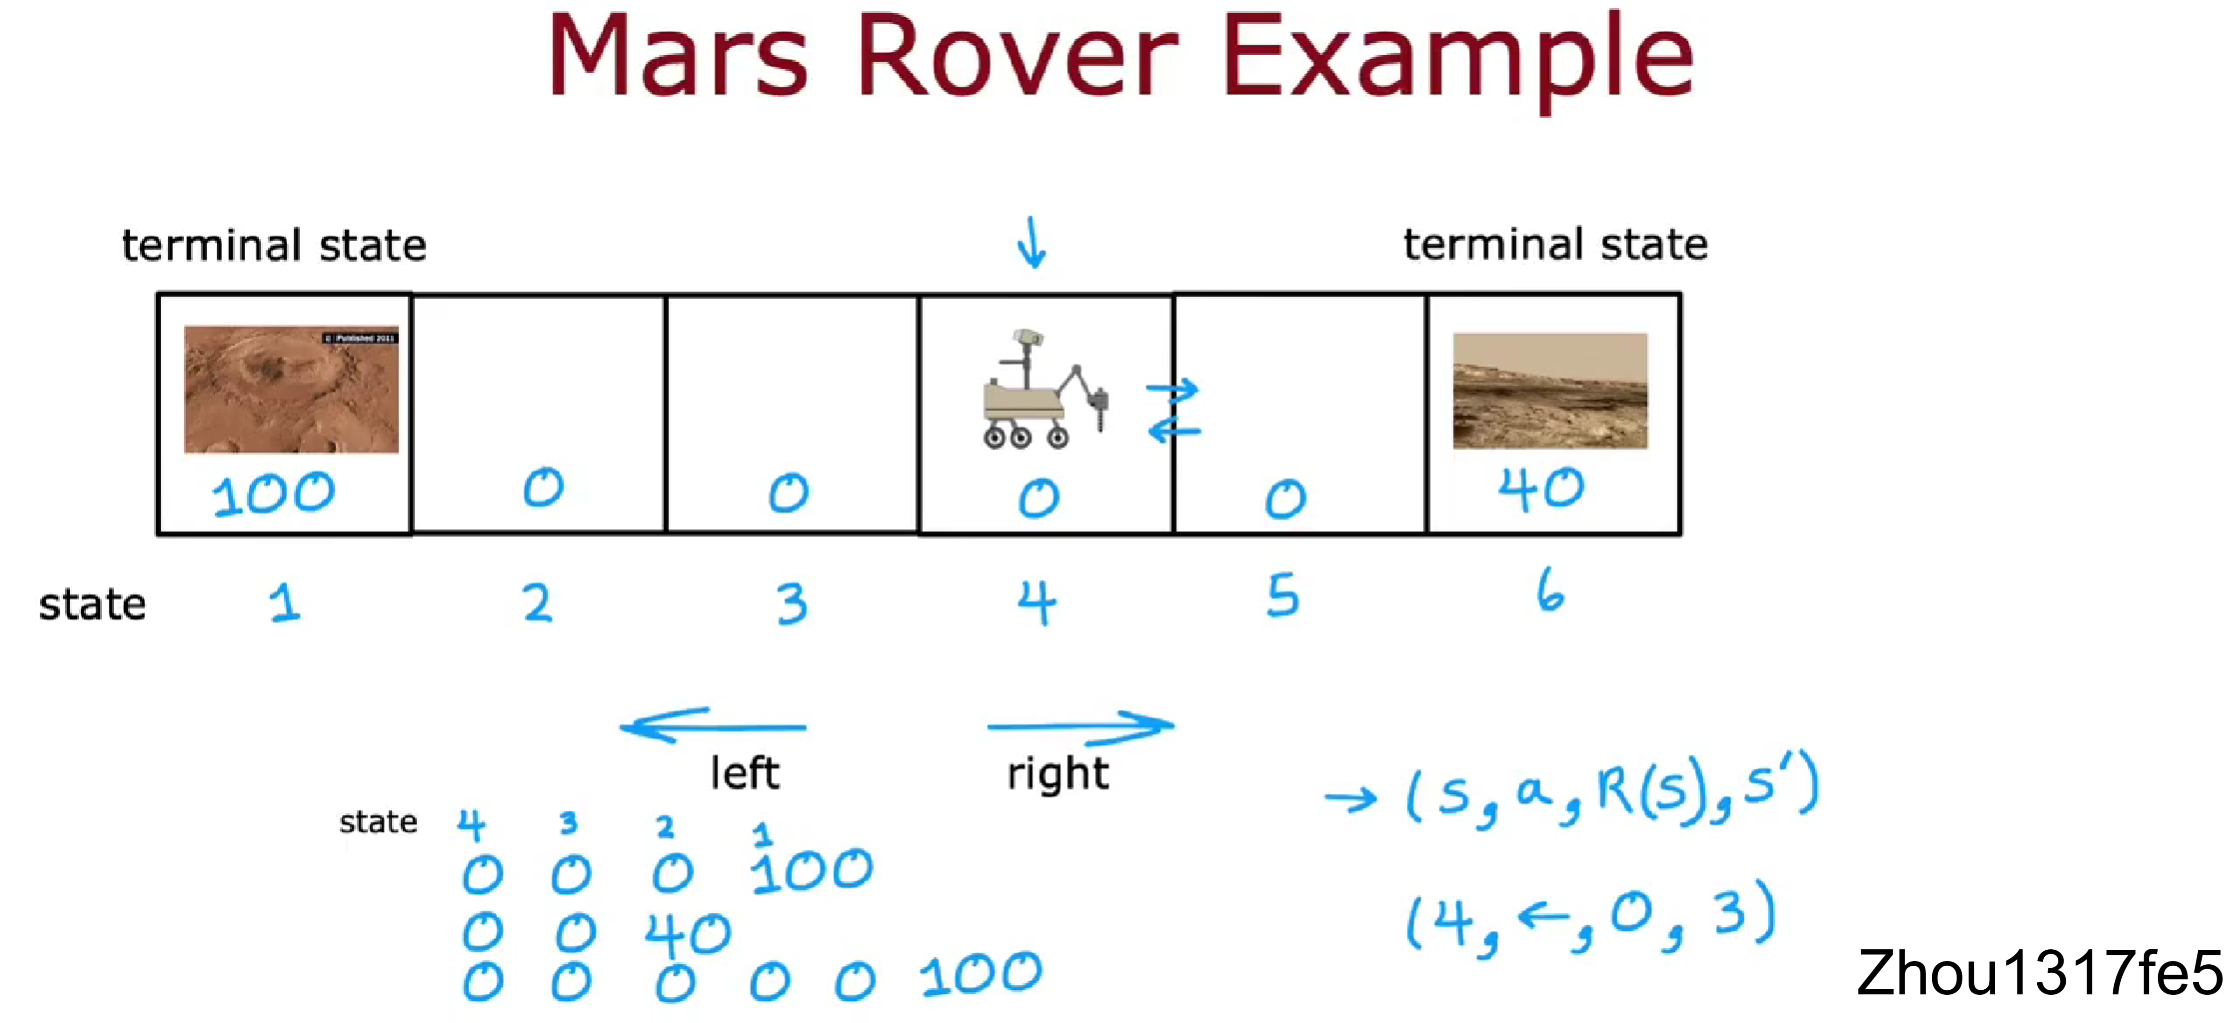 Mars Rover Example
terminal state
terminal state
© Published 2011
100 0 0 0 0 40
state 1 2 3 4 5 6
left right
state 4 3 2 1
0 0 0 100
0 0 40
0 0 0 0 0 100
→ (s, a, R(s), s')
(4, ←, 0, 3)
Zhou1317fe5